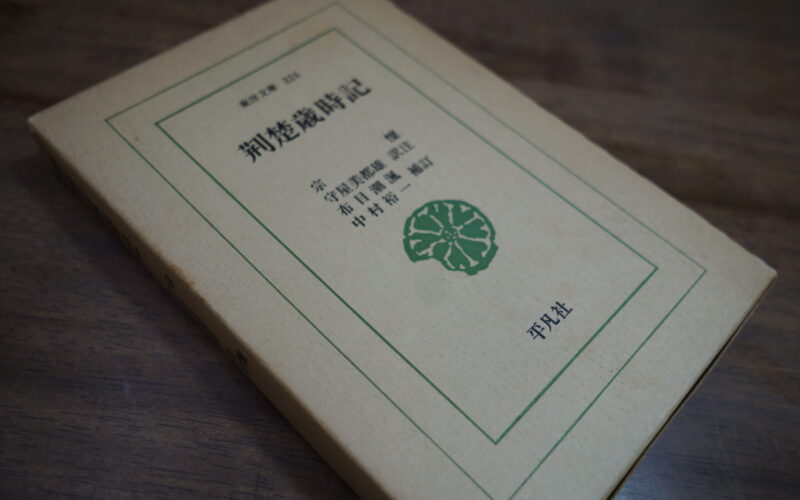 東洋文庫 324
荊楚歳時記
宗 懍
守屋美都雄 訳注
布目潮渢 補訂
中村裕一
平凡社